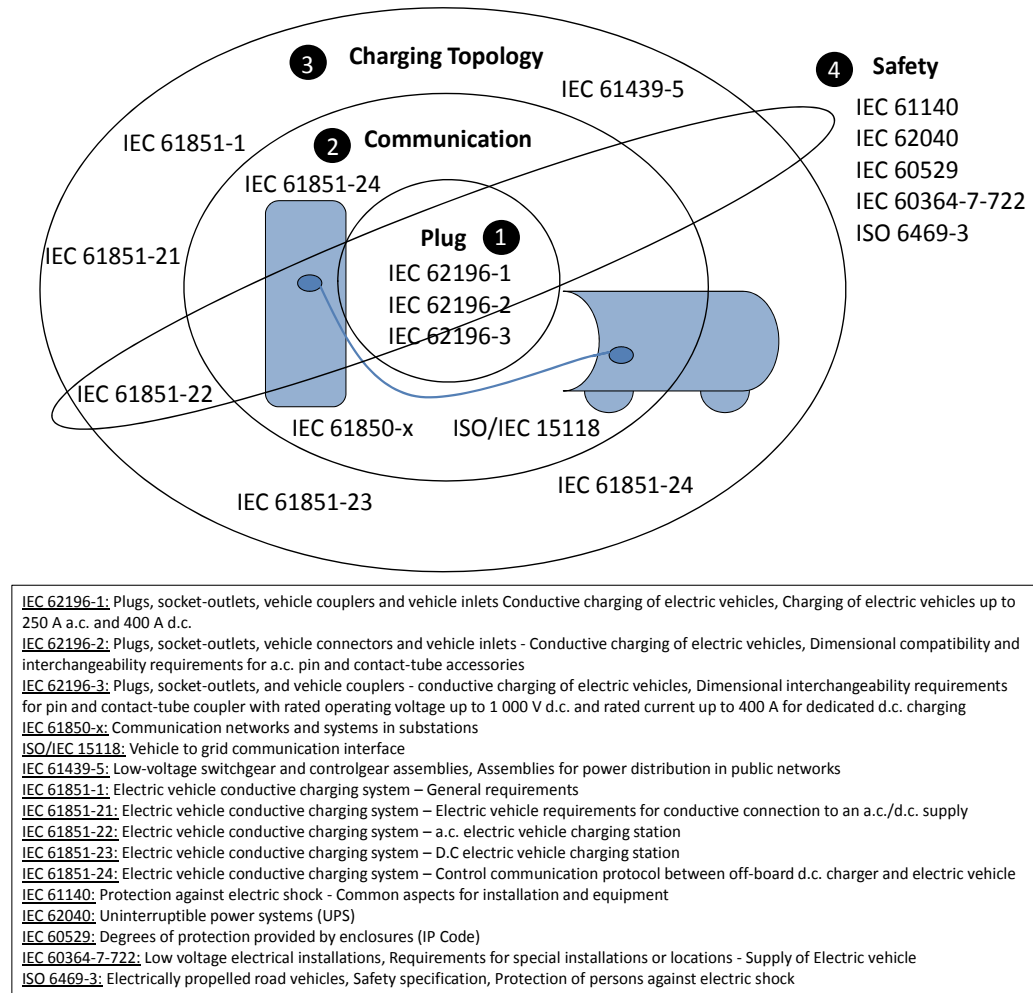 3 Charging Topology
4 Safety
IEC 61439-5
IEC 61140
IEC 62040
IEC 60529
IEC 60364-7-722
ISO 6469-3
IEC 61851-1
2 Communication
IEC 61851-24
Plug 1
IEC 62196-1
IEC 62196-2
IEC 62196-3
IEC 61851-21
IEC 61851-22
IEC 61850-x
ISO/IEC 15118
IEC 61851-23
IEC 61851-24
IEC 62196-1: Plugs, socket-outlets, vehicle couplers and vehicle inlets Conductive charging of electric vehicles, Charging of electric vehicles up to
250 A a.c. and 400 A d.c.
IEC 62196-2: Plugs, socket-outlets, vehicle connectors and vehicle inlets - Conductive charging of electric vehicles, Dimensional compatibility and
interchangeability requirements for a.c. pin and contact-tube accessories
IEC 62196-3: Plugs, socket-outlets, and vehicle couplers - conductive charging of electric vehicles, Dimensional interchangeability requirements
for pin and contact-tube coupler with rated operating voltage up to 1 000 V d.c. and rated current up to 400 A for dedicated d.c. charging
IEC 61850-x: Communication networks and systems in substations
ISO/IEC 15118: Vehicle to grid communication interface
IEC 61439-5: Low-voltage switchgear and controlgear assemblies, Assemblies for power distribution in public networks
IEC 61851-1: Electric vehicle conductive charging system – General requirements
IEC 61851-21: Electric vehicle conductive charging system – Electric vehicle requirements for conductive connection to an a.c./d.c. supply
IEC 61851-22: Electric vehicle conductive charging system – a.c. electric vehicle charging station
IEC 61851-23: Electric vehicle conductive charging system – D.C electric vehicle charging station
IEC 61851-24: Electric vehicle conductive charging system – Control communication protocol between off-board d.c. charger and electric vehicle
IEC 61140: Protection against electric shock - Common aspects for installation and equipment
IEC 62040: Uninterruptible power systems (UPS)
IEC 60529: Degrees of protection provided by enclosures (IP Code)
IEC 60364-7-722: Low voltage electrical installations, Requirements for special installations or locations - Supply of Electric vehicle
ISO 6469-3: Electrically propelled road vehicles, Safety specification, Protection of persons against electric shock